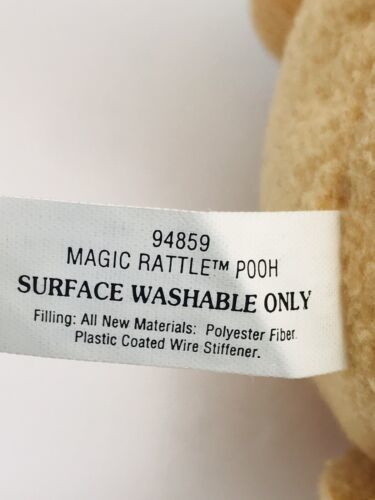 94859
MAGIC RATTLE™ POOH
SURFACE WASHABLE ONLY
Filling: All New Materials: Polyester Fiber.
Plastic Coated Wire Stiffener.